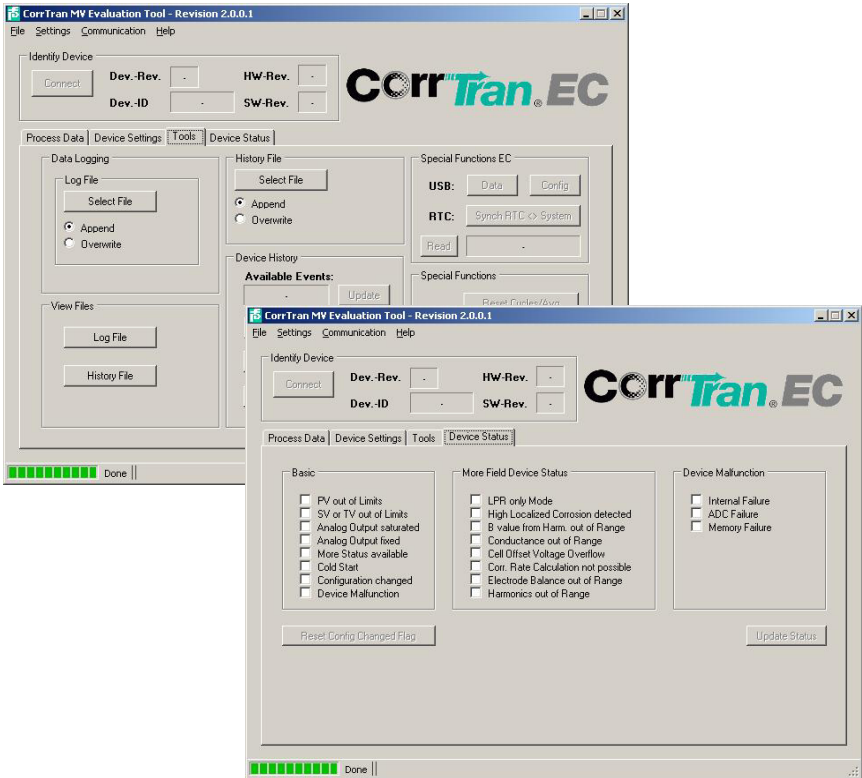 CorrTran MV Evaluation Tool - Revision 2.0.0.1
File Settings Communication Help
Identify Device
Connect
Dev.-Rev. -
HW-Rev. -
Dev.-ID -
SW-Rev. -
CorrTran® EC
Process Data Device Settings Tools Device Status
Data Logging
Log File
Select File
Append
Overwrite
View Files
Log File
History File
History File
Select File
Append
Overwrite
Device History
Available Events:
- Update
Special Functions EC
USB: Data Config
RTC: Synch RTC <> System
Read -
Special Functions
Reset Cycles/Avg
Done
CorrTran MV Evaluation Tool - Revision 2.0.0.1
File Settings Communication Help
Identify Device
Connect
Dev.-Rev. -
HW-Rev. -
Dev.-ID -
SW-Rev. -
CorrTran® EC
Process Data Device Settings Tools Device Status
Basic
PV out of Limits
SV or TV out of Limits
Analog Output saturated
Analog Output fixed
More Status available
Cold Start
Configuration changed
Device Malfunction
More Field Device Status
LPR only Mode
High Localized Corrosion detected
B value from Harm. out of Range
Conductance out of Range
Cell Offset Voltage Overflow
Corr. Rate Calculation not possible
Electrode Balance out of Range
Harmonics out of Range
Device Malfunction
Internal Failure
ADC Failure
Memory Failure
Reset Config Changed Flag
Update Status
Done